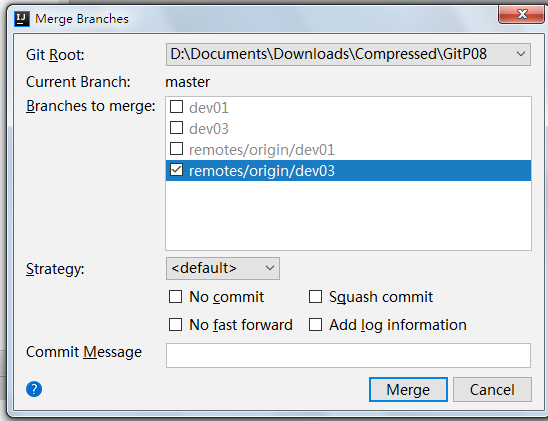 Merge Branches
Git Root: D:\Documents\Downloads\Compressed\GitP08
Current Branch: master
Branches to merge: dev01
dev03
remotes/origin/dev01
remotes/origin/dev03
Strategy: <default>
No commit Squash commit
No fast forward Add log information
Commit Message
? Merge Cancel